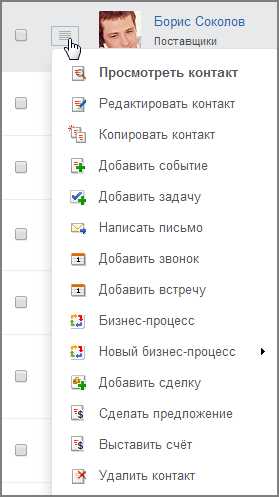 Борис Соколов
Поставщики
Просмотреть контакт
Редактировать контакт
Копировать контакт
Добавить событие
Добавить задачу
Написать письмо
Добавить звонок
Добавить встречу
Бизнес-процесс
Новый бизнес-процесс
Добавить сделку
Сделать предложение
Выставить счёт
Удалить контакт